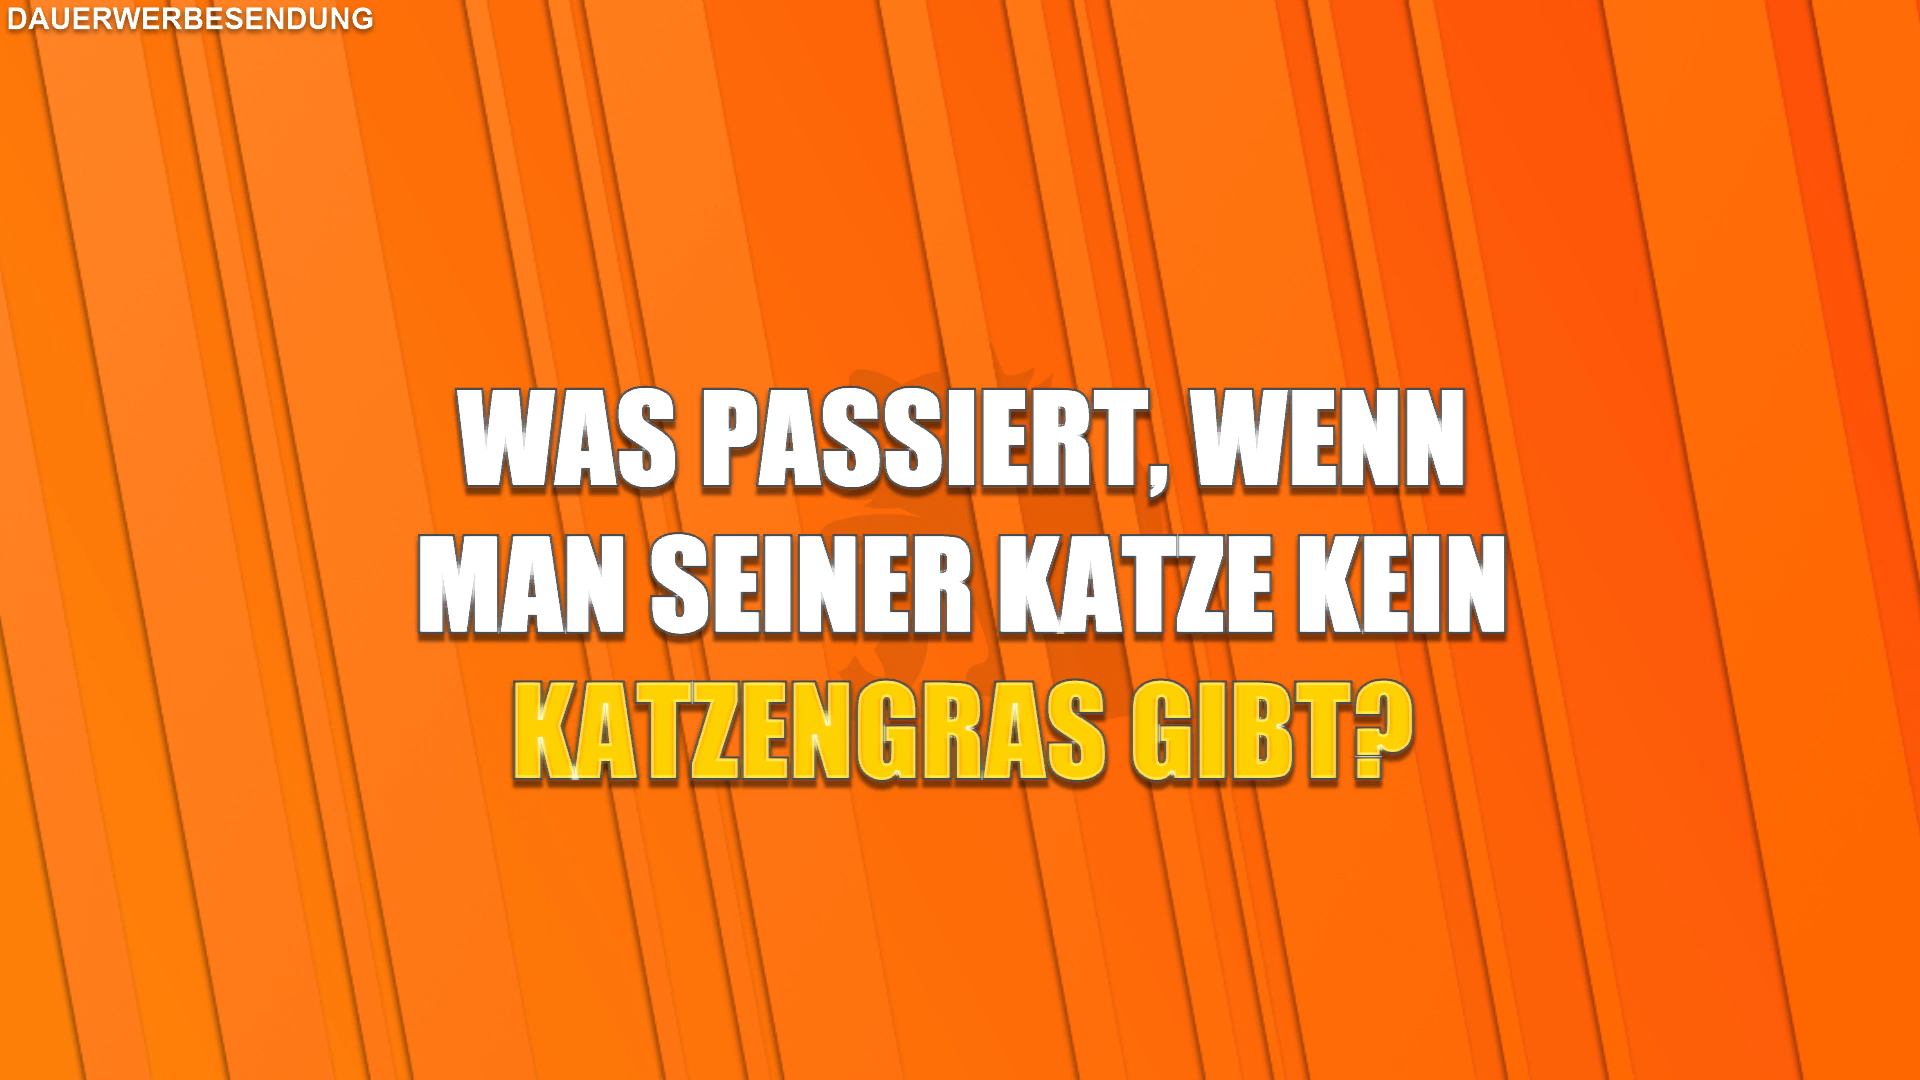 DAUERWERBESENDUNG
WAS PASSIERT, WENN
MAN SEINER KATZE KEIN
KATZENGRAS GIBT?